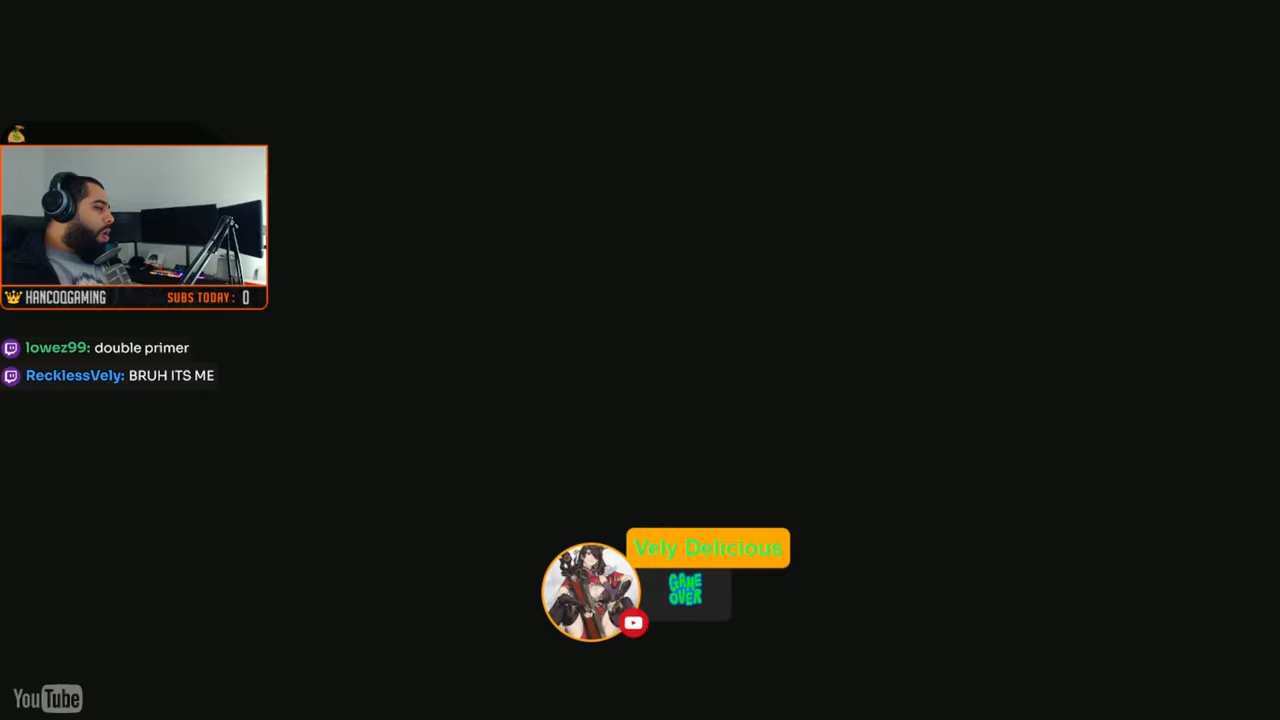 HANCOQGAMING SUBS TODAY: 0
lowez99: double primer
RecklessVely: BRUH ITS ME
Vely Delicious
GAME
OVER
YouTube